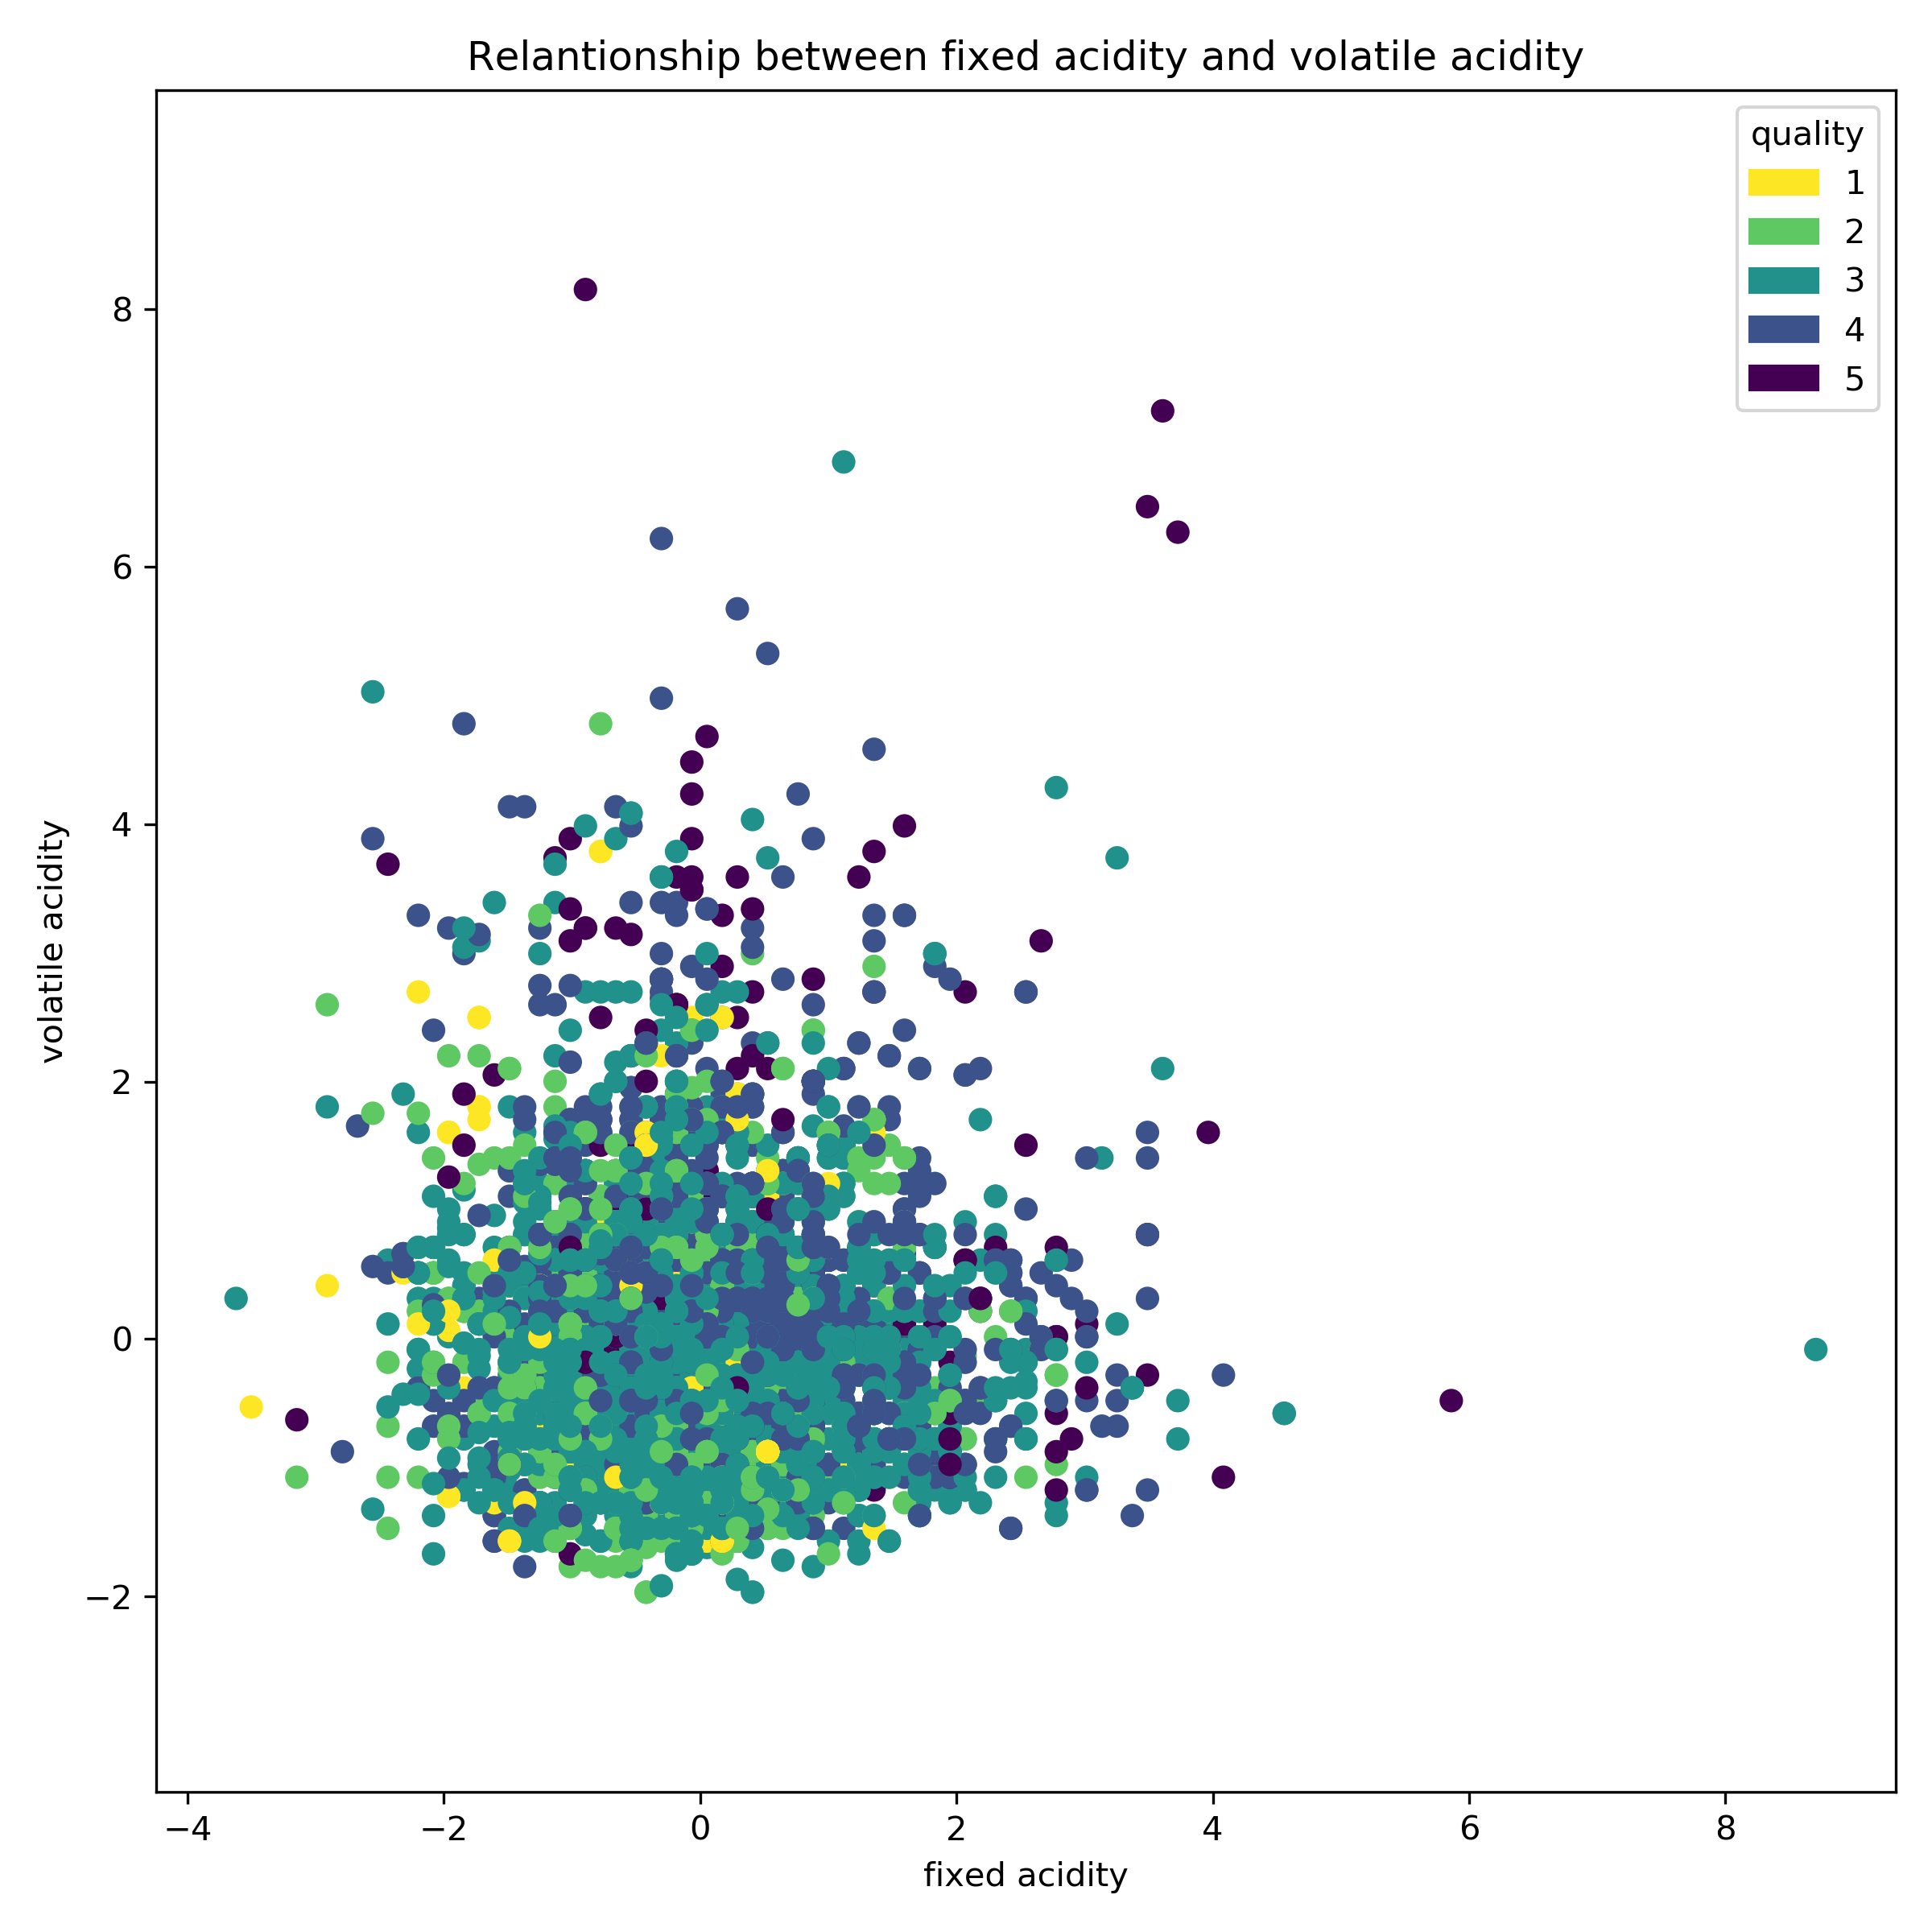 Relantionship between fixed acidity and volatile acidity
quality
1
2
3
4
5
8
6
4
2
0
−2
volatile acidity
−4 −2 0 2 4 6 8
fixed acidity